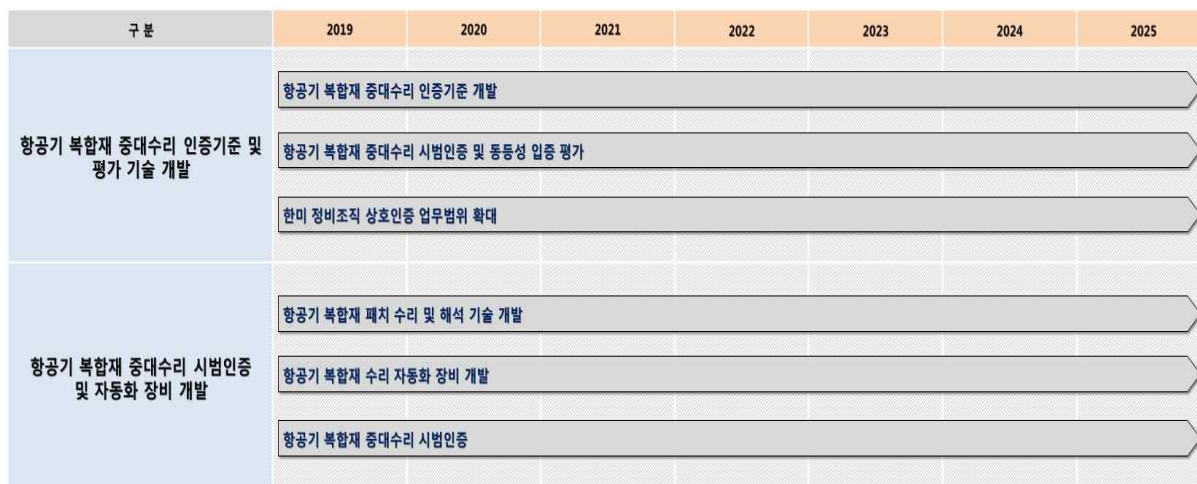 구 분 2019 2020 2021 2022 2023 2024 2025
항공기 복합재 중대수리 인증기준 및
평가 기술 개발
항공기 복합재 중대수리 인증기준 개발
항공기 복합재 중대수리 시범인증 및 동등성 입증 평가
한미 정비조직 상호인증 업무범위 확대
항공기 복합재 중대수리 시범인증
및 자동화 장비 개발
항공기 복합재 패치 수리 및 해석 기술 개발
항공기 복합재 수리 자동화 장비 개발
항공기 복합재 중대수리 시범인증